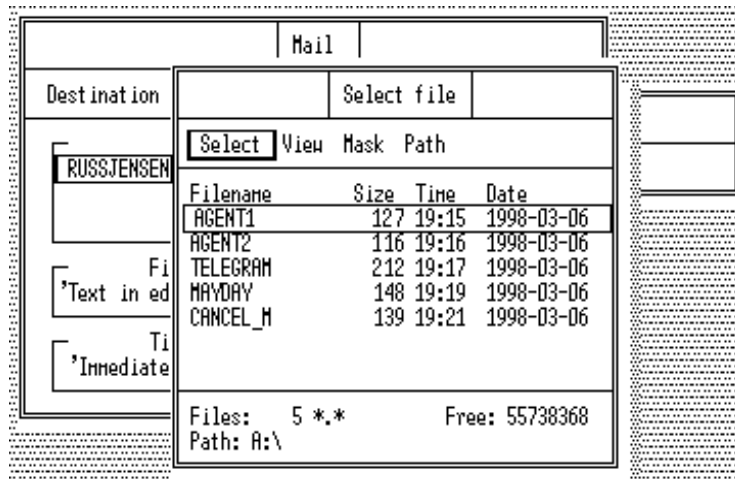 Mail
Destination
RUSSJENSEN
Fi
'Text in ed
Ti
'Immediate
Select file
Select View Mask Path
Filename Size Time Date
AGENT1 127 19:15 1998-03-06
AGENT2 116 19:16 1998-03-06
TELEGRAM 212 19:17 1998-03-06
MAYDAY 148 19:19 1998-03-06
CANCEL_M 139 19:21 1998-03-06
Files: 5 *.* Free: 55738368
Path: A:\